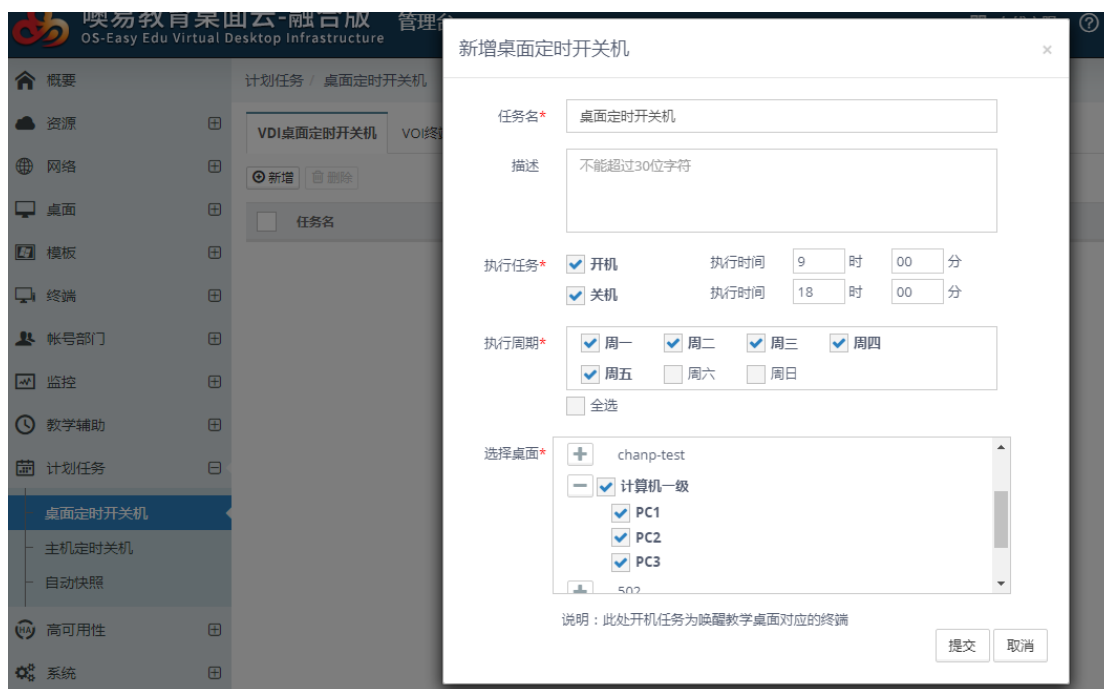 噢易教育桌面云-融合版 管理台
OS-Easy Edu Virtual Desktop Infrastructure
概要
资源
网络
桌面
模板
终端
帐号部门
监控
教学辅助
计划任务
桌面定时开关机
主机定时关机
自动快照
高可用性
系统
计划任务 / 桌面定时开关机
VDI桌面定时开关机 VOI终
新增 删除
任务名
新增桌面定时开关机 ×
任务名* 桌面定时开关机
描述 不能超过30位字符
执行任务* 开机 执行时间 9 时 00 分
关机 执行时间 18 时 00 分
执行周期* 周一 周二 周三 周四
周五 周六 周日
全选
选择桌面* chanp-test
计算机一级
PC1
PC2
PC3
502
说明：此处开机任务为唤醒教学桌面对应的终端
提交 取消